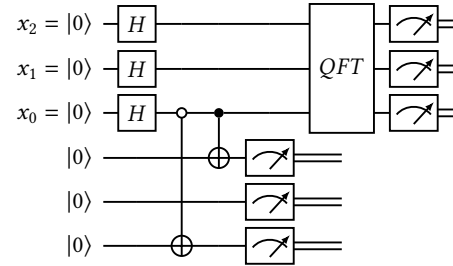 x₂ = |0⟩ H
x₁ = |0⟩ H QFT
x₀ = |0⟩ H
|0⟩
|0⟩
|0⟩